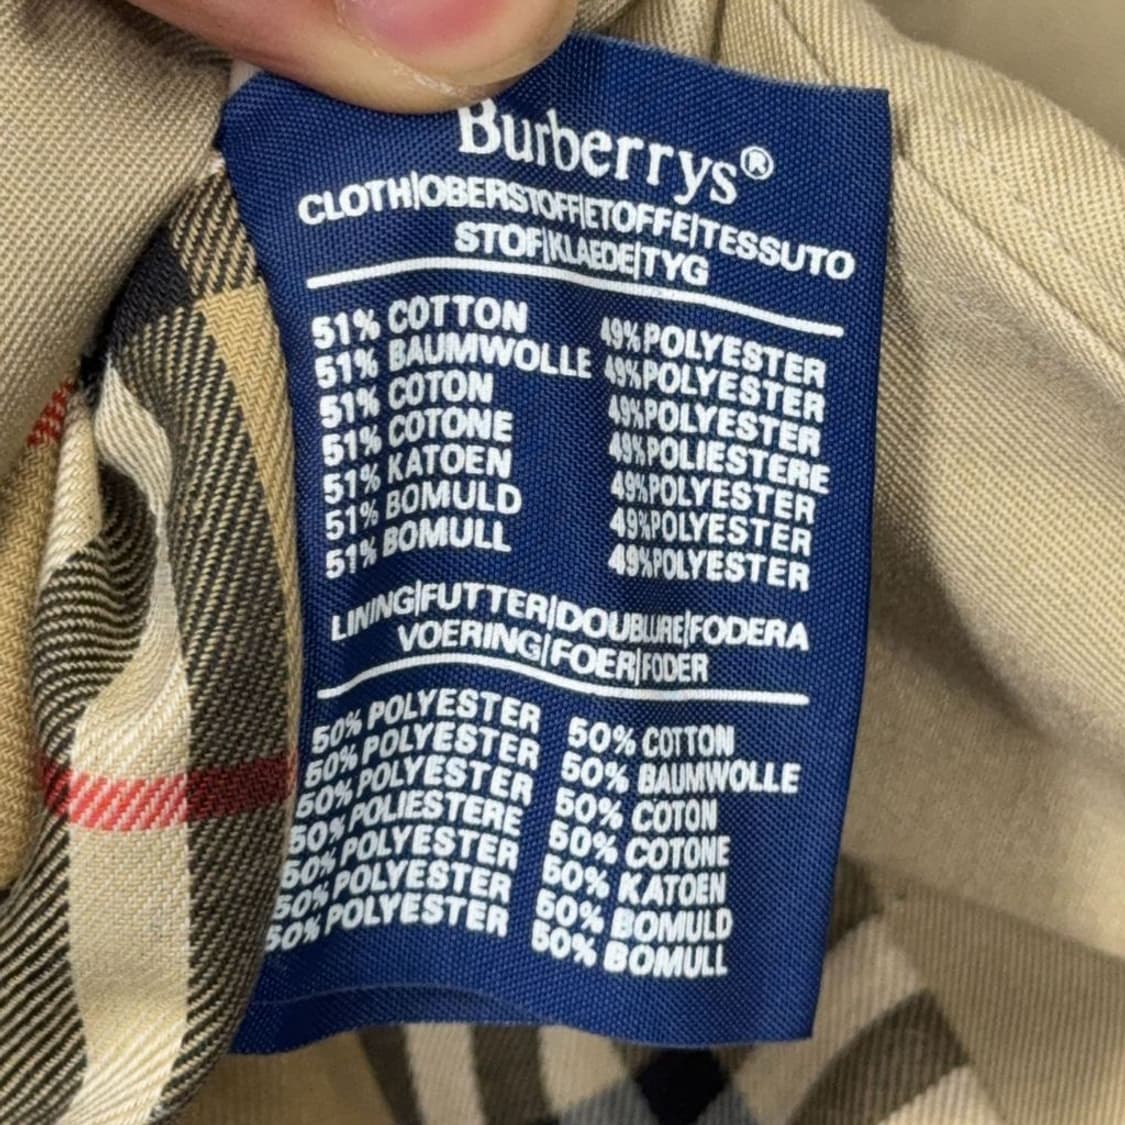 Burberrys®
CLOTH|OBERSTOFF|ETOFFE|TESSUTO
STOF|KLAEDE|TYG
51% COTTON 49% POLYESTER
51% BAUMWOLLE 49% POLYESTER
51% COTON 49% POLYESTER
51% COTONE 49% POLIESTERE
51% KATOEN 49% POLYESTER
51% BOMULD 49% POLYESTER
51% BOMULL 49% POLYESTER
LINING|FUTTER|DOUBLURE|FODERA
VOERING|FOER|FODER
50% POLYESTER 50% COTTON
50% POLYESTER 50% BAUMWOLLE
50% POLYESTER 50% COTON
50% POLIESTERE 50% COTONE
50% POLYESTER 50% KATOEN
50% POLYESTER 50% BOMULD
50% POLYESTER 50% BOMULL